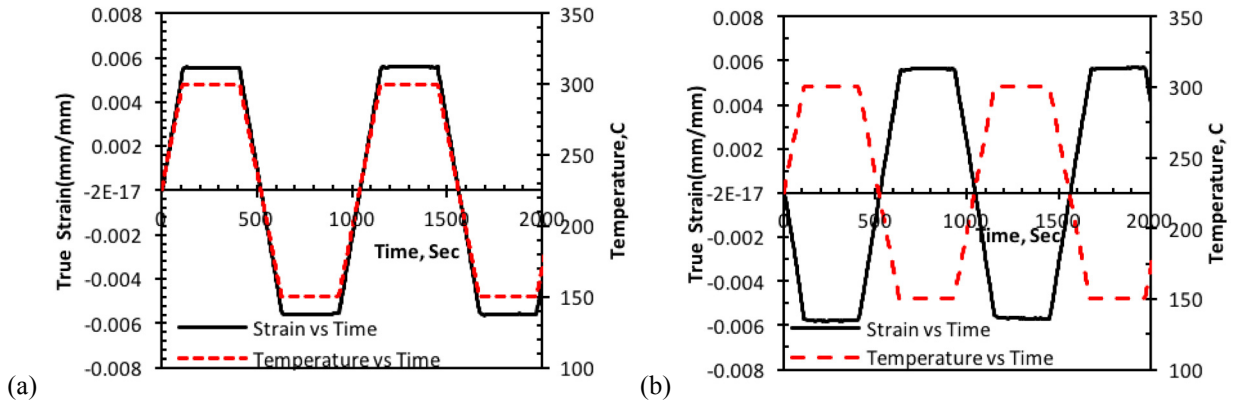 0.008
0.006
0.004
0.002
-2E-17
-0.002
-0.004
-0.006
-0.008
True Strain(mm/mm)
0
500
1000
1500
2000
Time, Sec
350
300
250
200
150
100
Temperature,C
Strain vs Time
Temperature vs Time
(a)
0.008
0.006
0.004
0.002
-2E-17
-0.002
-0.004
-0.006
-0.008
True Strain(mm/mm)
0
500
1000
1500
2000
Time, Sec
350
300
250
200
150
100
Temperature, C
Strain vs Time
Temperature vs Time
(b)